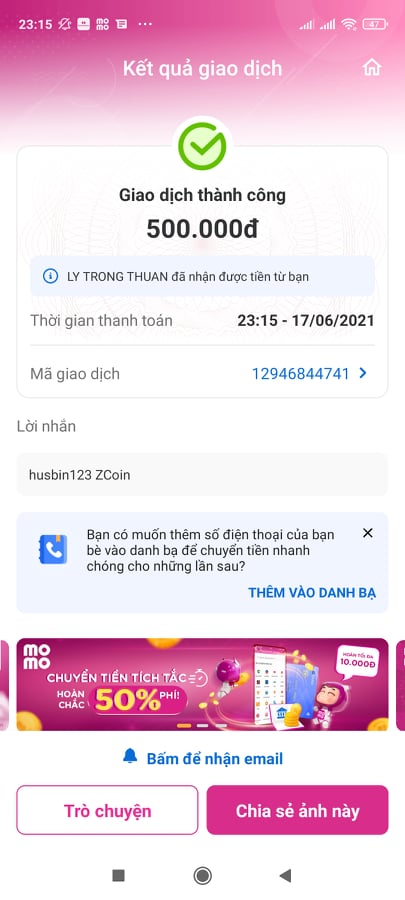 23:15
47
Kết quả giao dịch
Giao dịch thành công
500.000đ
LY TRONG THUAN đã nhận được tiền từ bạn
Thời gian thanh toán 23:15 - 17/06/2021
Mã giao dịch 12946844741
Lời nhắn
husbin123 ZCoin
Bạn có muốn thêm số điện thoại của bạn
bè vào danh bạ để chuyển tiền nhanh
chóng cho những lần sau?
THÊM VÀO DANH BẠ
mo
mo
CHUYỂN TIỀN TÍCH TẮC
HOÀN
CHẮC 50% PHÍ!
HOÀN TỐI ĐA
10.000Đ
Bấm để nhận email
Trò chuyện Chia sẻ ảnh này